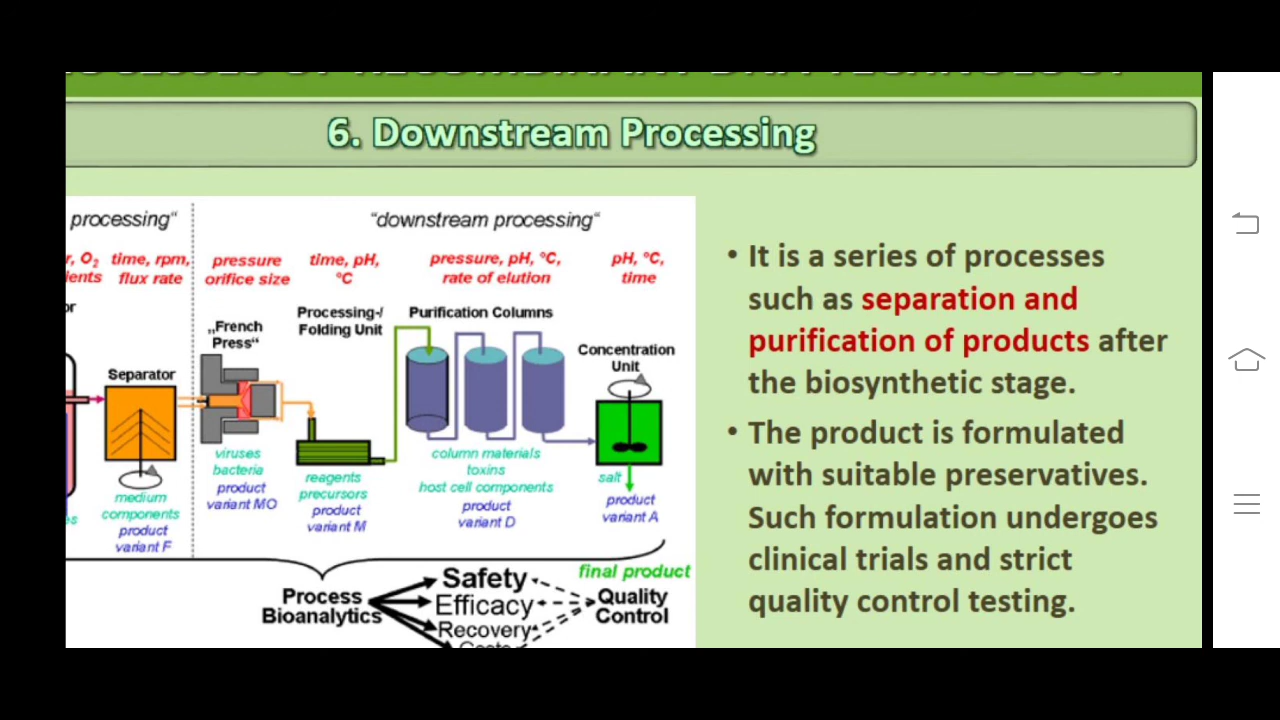 6. Downstream Processing
processing“
“downstream processing“
r, O2
ients
time, rpm,
flux rate
pressure
orifice size
time, pH,
°C
pressure, pH, °C,
rate of elution
pH, °C,
time
or
Separator
„French
Press“
Processing-/
Folding Unit
Purification Columns
Concentration
Unit
medium
components
product
variant F
viruses
bacteria
product
variant MO
reagents
precursors
product
variant M
column materials
toxins
host cell components
product
variant D
salt
product
variant A
es
final product
Process
Bioanalytics
Safety
Efficacy
Recovery
Quality
Control
• It is a series of processes
such as separation and
purification of products after
the biosynthetic stage.
• The product is formulated
with suitable preservatives.
Such formulation undergoes
clinical trials and strict
quality control testing.